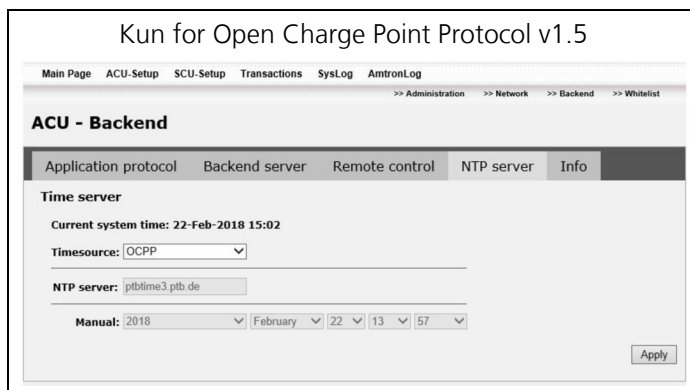 Kun for Open Charge Point Protocol v1.5
Main Page ACU-Setup SCU-Setup Transactions SysLog AmtronLog
>> Administration >> Network >> Backend >> Whitelist
ACU - Backend
Application protocol Backend server Remote control NTP server Info
Time server
Current system time: 22-Feb-2018 15:02
Timesource: OCPP
NTP server: ptbtime3.ptb.de
Manual: 2018 February 22 13 57
Apply